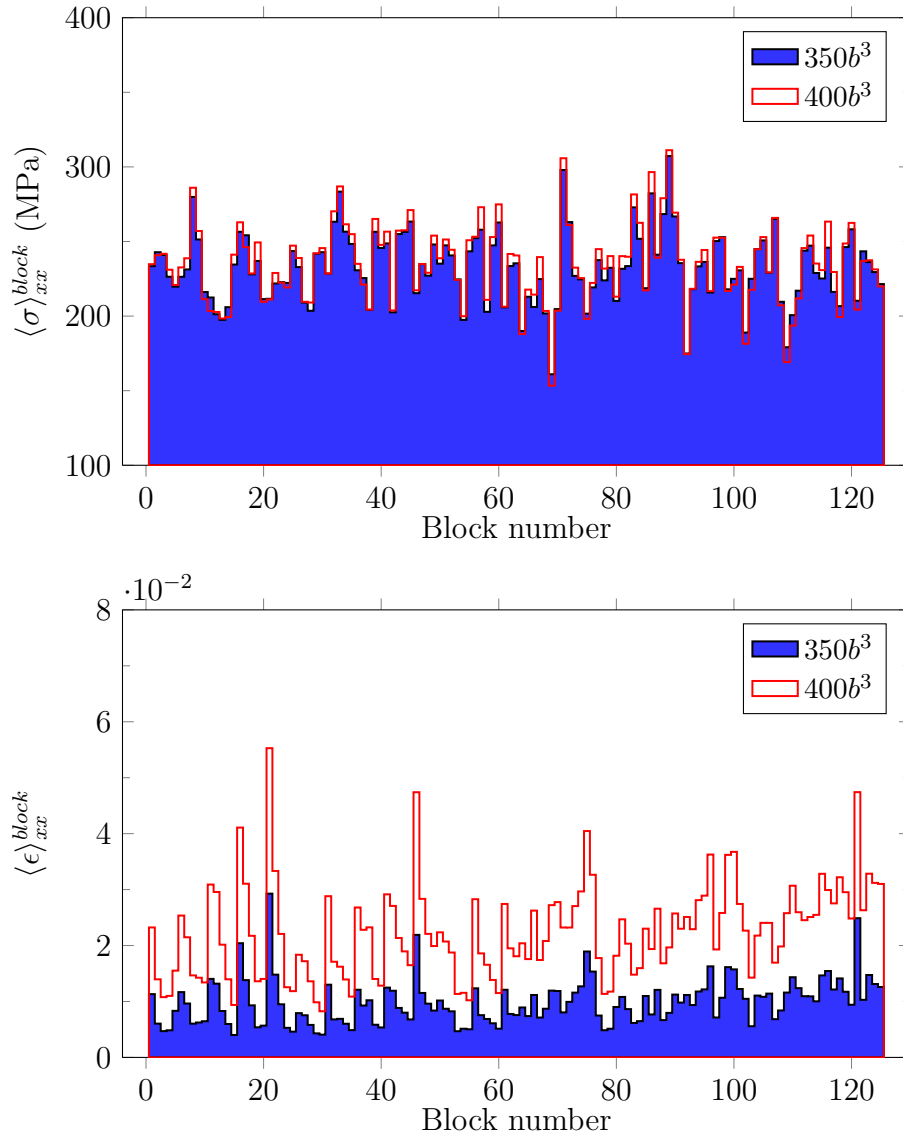 400
300
200
100
⟨σ⟩_{xx}^{block} (MPa)
350b³
400b³
0 20 40 60 80 100 120
Block number
·10⁻²
8
6
4
2
0
⟨ϵ⟩_{xx}^{block}
350b³
400b³
0 20 40 60 80 100 120
Block number